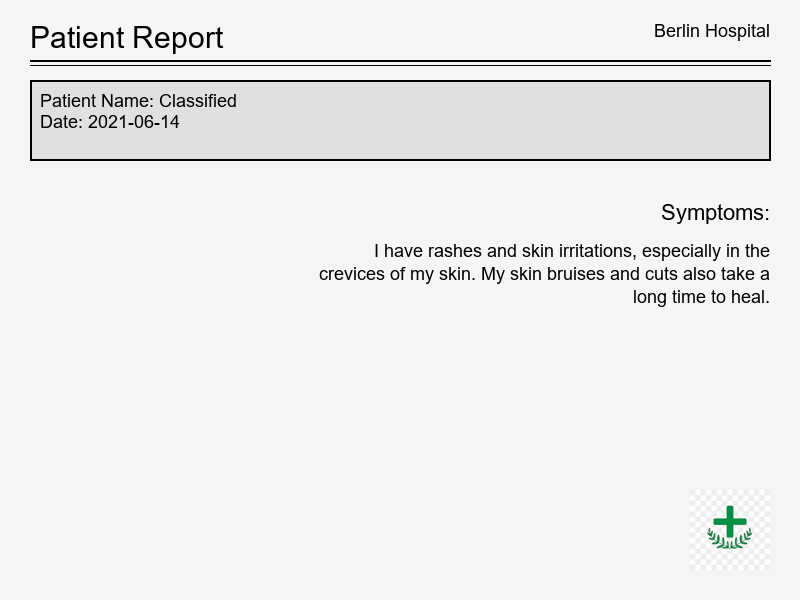 Patient Report
Berlin Hospital
Patient Name: Classified
Date: 2021-06-14
Symptoms:
I have rashes and skin irritations, especially in the
crevices of my skin. My skin bruises and cuts also take a
long time to heal.